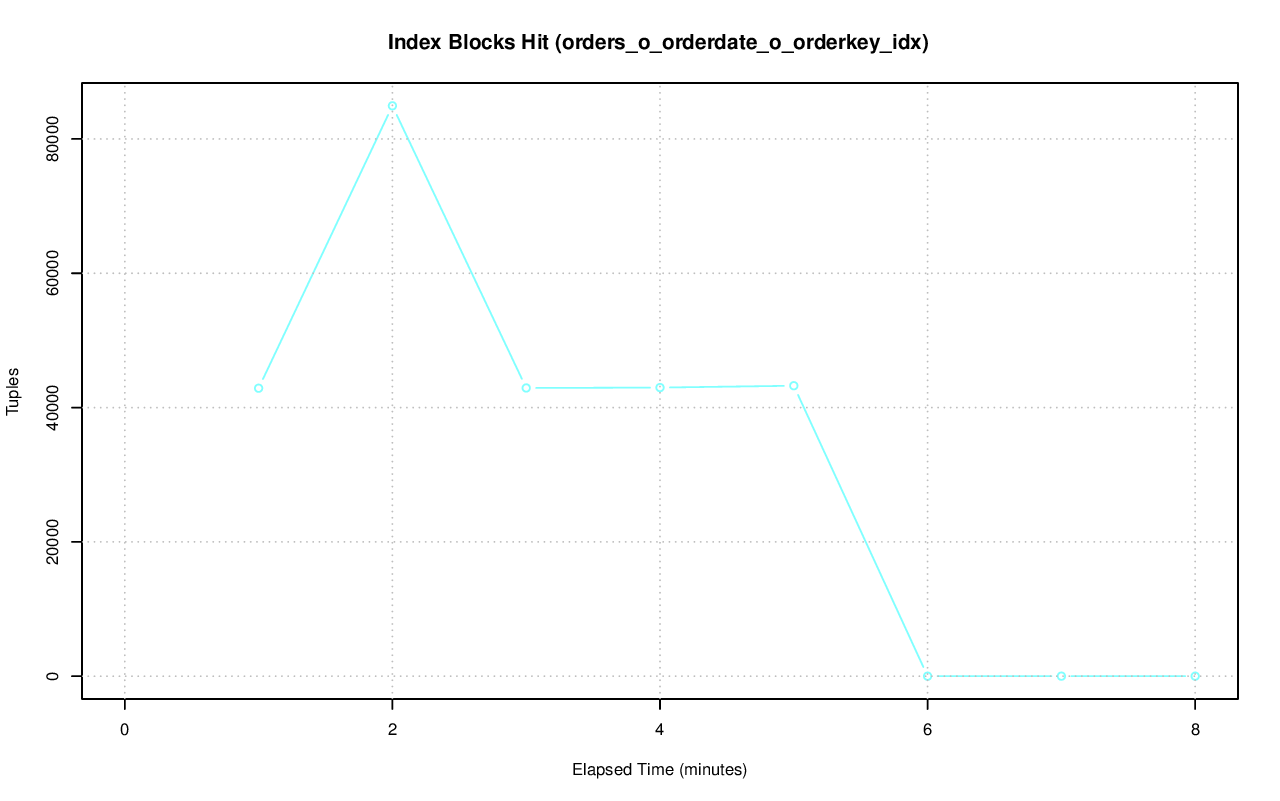 Index Blocks Hit (orders_o_orderdate_o_orderkey_idx)
80000
60000
40000
20000
0
Tuples
0 2 4 6 8
Elapsed Time (minutes)